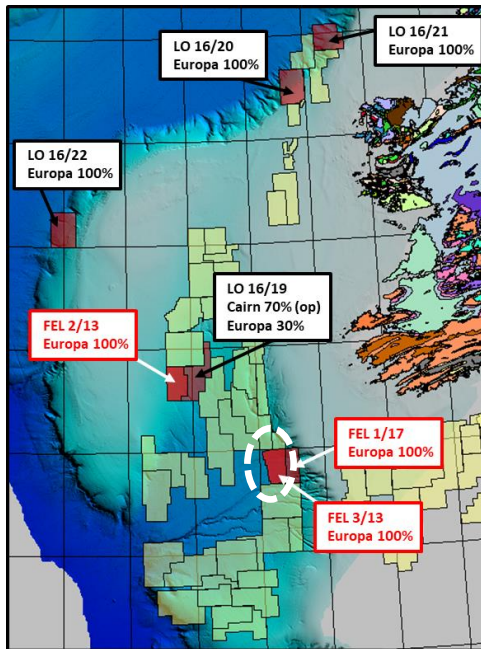 LO 16/20
Europa 100%
LO 16/21
Europa 100%
LO 16/22
Europa 100%
LO 16/19
Cairn 70% (op)
Europa 30%
FEL 2/13
Europa 100%
FEL 1/17
Europa 100%
FEL 3/13
Europa 100%